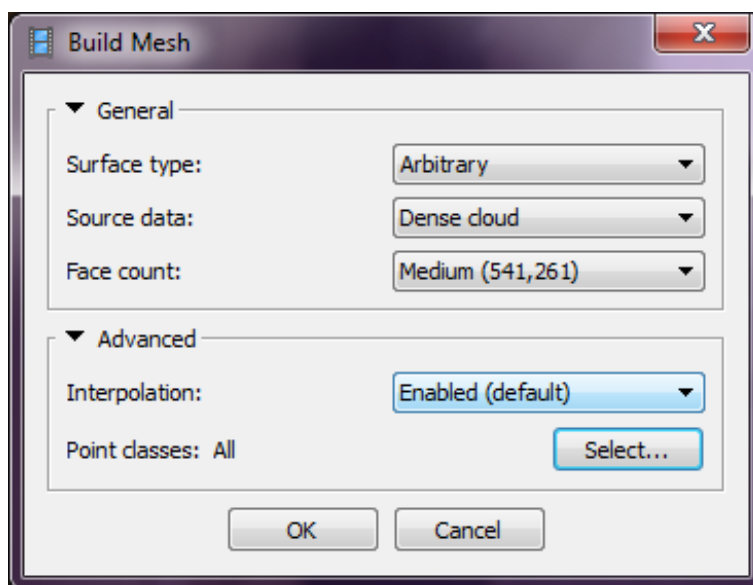 Build Mesh
General
Surface type: Arbitrary
Source data: Dense cloud
Face count: Medium (541,261)
Advanced
Interpolation: Enabled (default)
Point classes: All Select...
OK Cancel